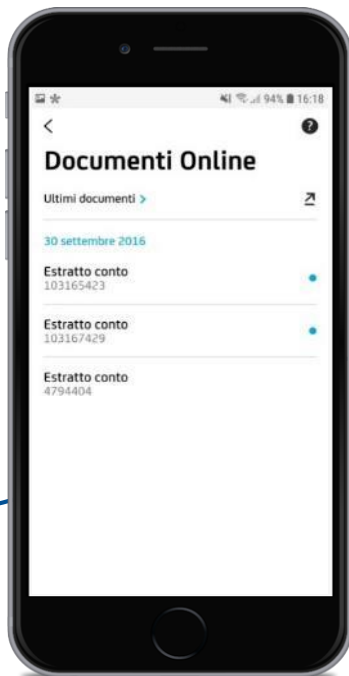 94% 16:18
Documenti Online
Ultimi documenti >
30 settembre 2016
Estratto conto
103165423
Estratto conto
103167429
Estratto conto
4794404